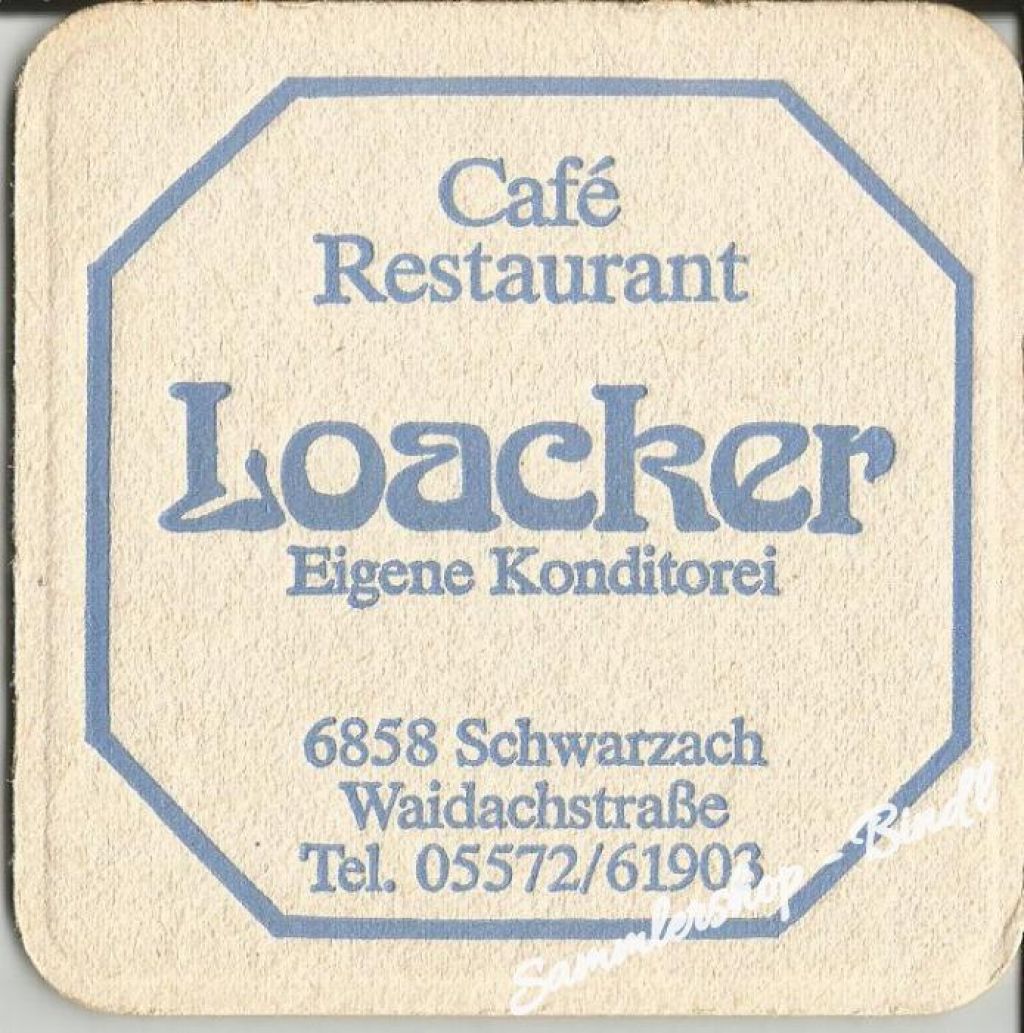 Café
Restaurant
Loacker
Eigene Konditorei
6858 Schwarzach
Waidachstraße
Tel. 05572/61903
Sammlershop - Bindl